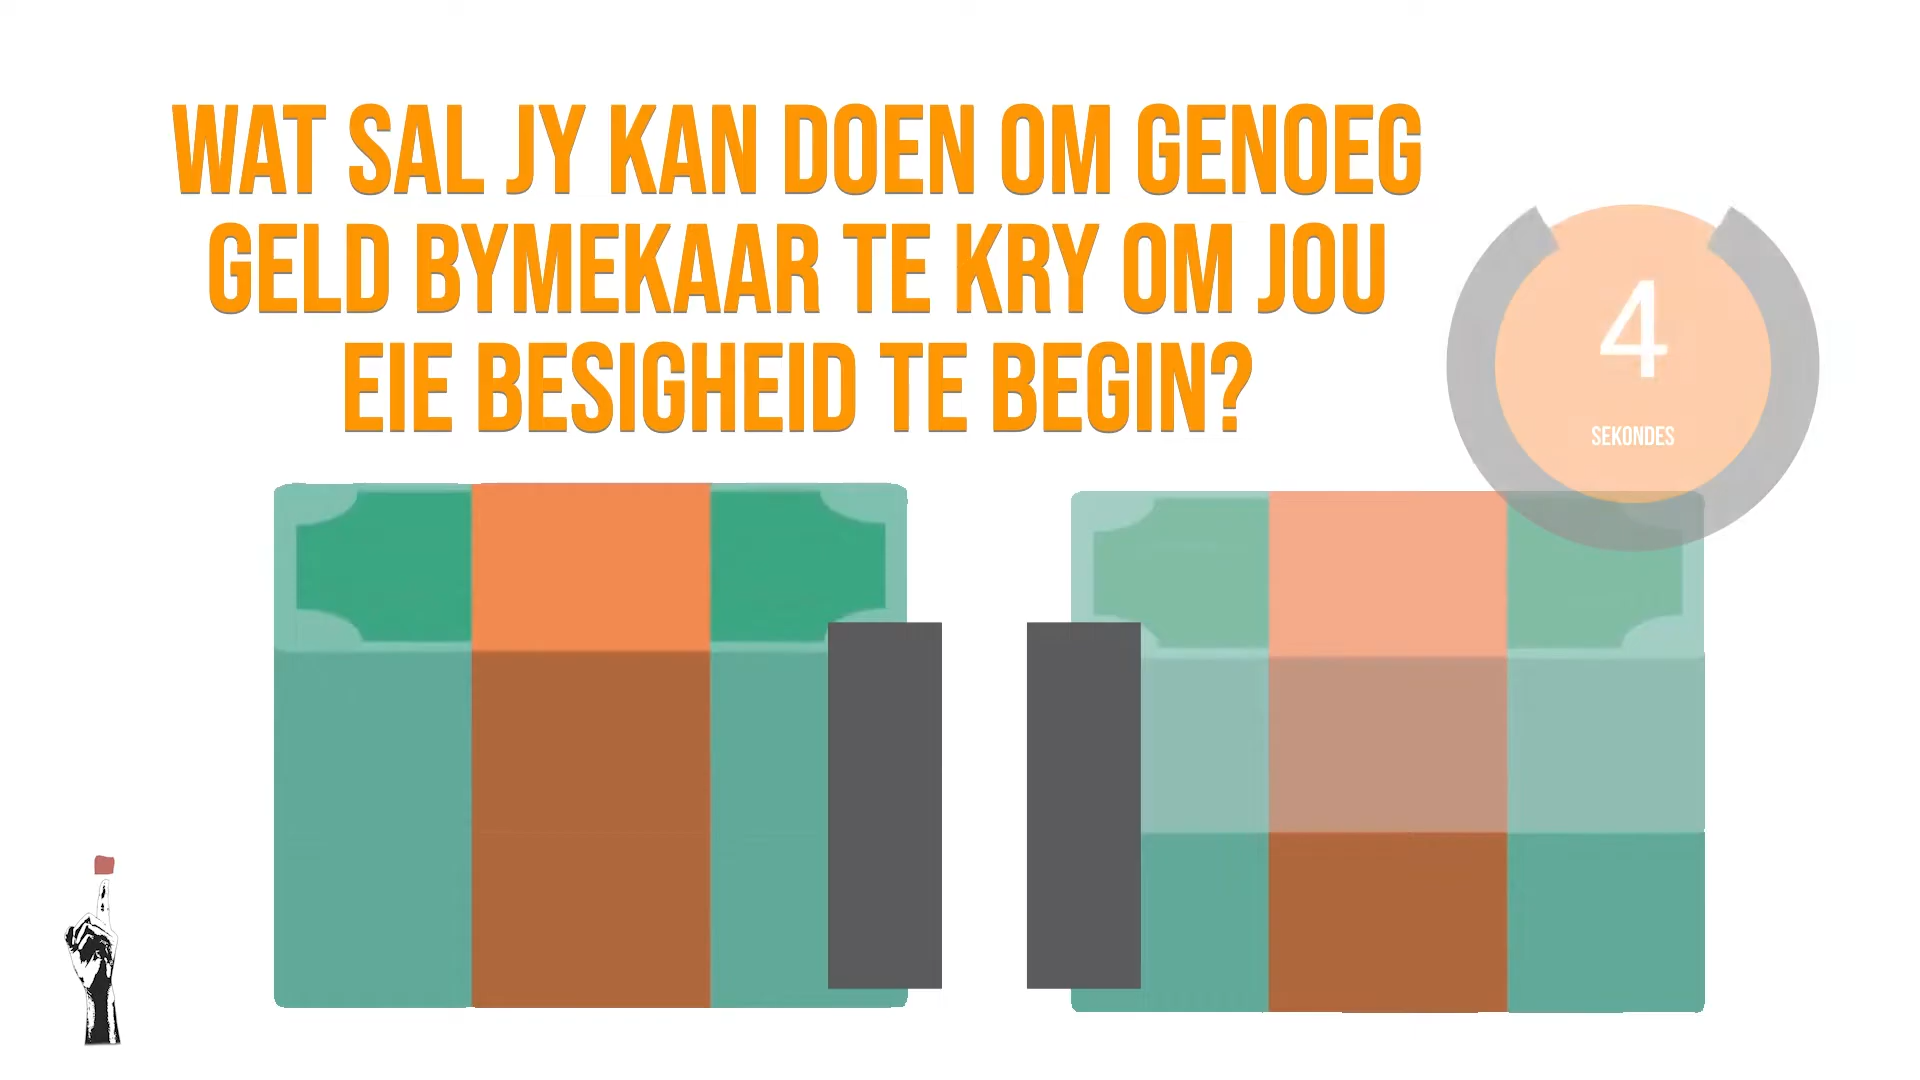 WAT SAL JY KAN DOEN OM GENOEG
GELD BYMEKAAR TE KRY OM JOU
EIE BESIGHEID TE BEGIN?
4
SEKONDES